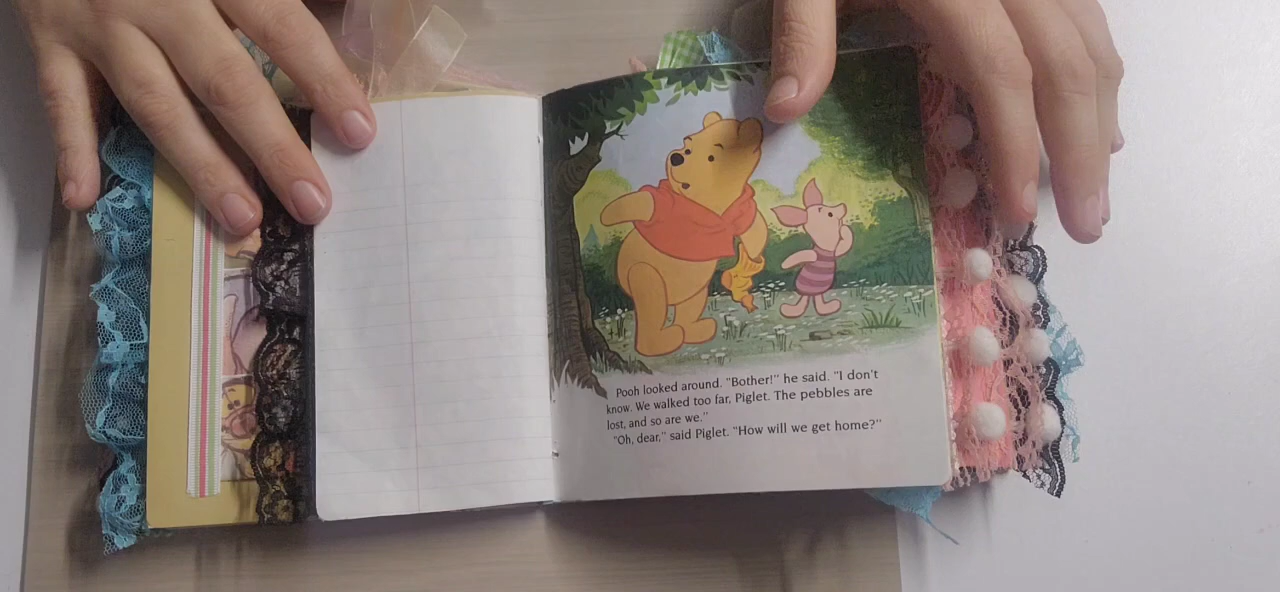 Pooh looked around. "Bother!" he said. "I don't
know. We walked too far, Piglet. The pebbles are
lost, and so are we."
"Oh, dear," said Piglet. "How will we get home?"